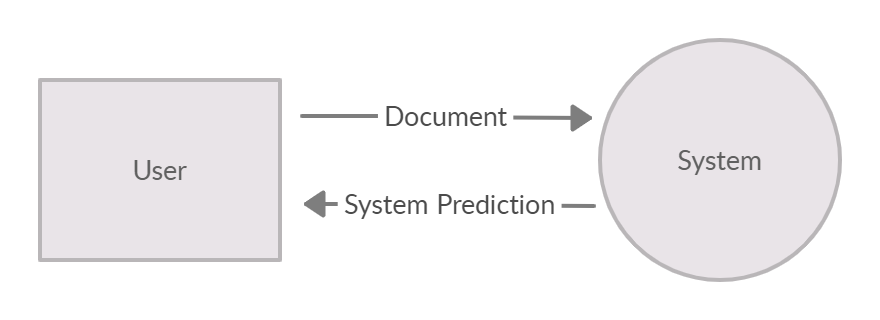 User
Document
System Prediction
System